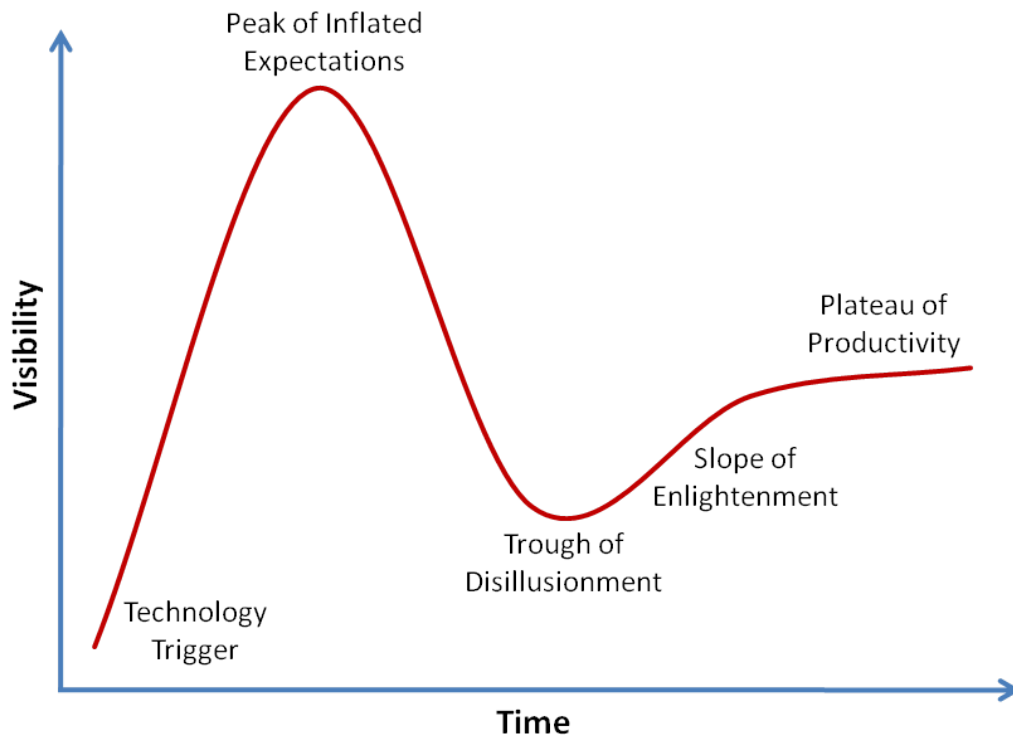 Peak of Inflated
Expectations
Visibility
Plateau of
Productivity
Slope of
Enlightenment
Trough of
Disillusionment
Technology
Trigger
Time